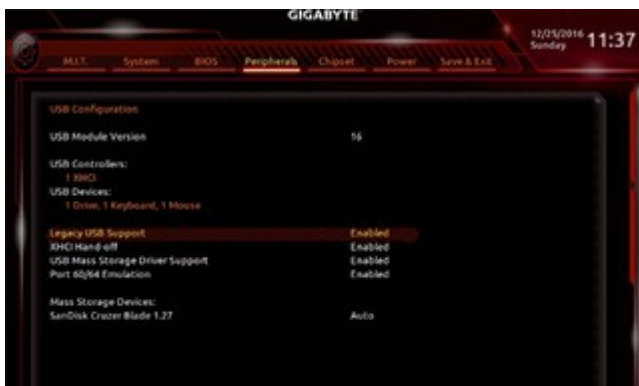 GIGABYTE
12/25/2016
Sunday
11:37
M.I.T. System BIOS Peripherals Chipset Power Save & Exit
USB Configuration
USB Module Version 16
USB Controllers:
1 XHCI
USB Devices:
1 Drive, 1 Keyboard, 1 Mouse
Legacy USB Support Enabled
XHCI Hand-off Enabled
USB Mass Storage Driver Support Enabled
Port 60/64 Emulation Enabled
Mass Storage Devices:
SanDisk Cruzer Blade 1.27 Auto